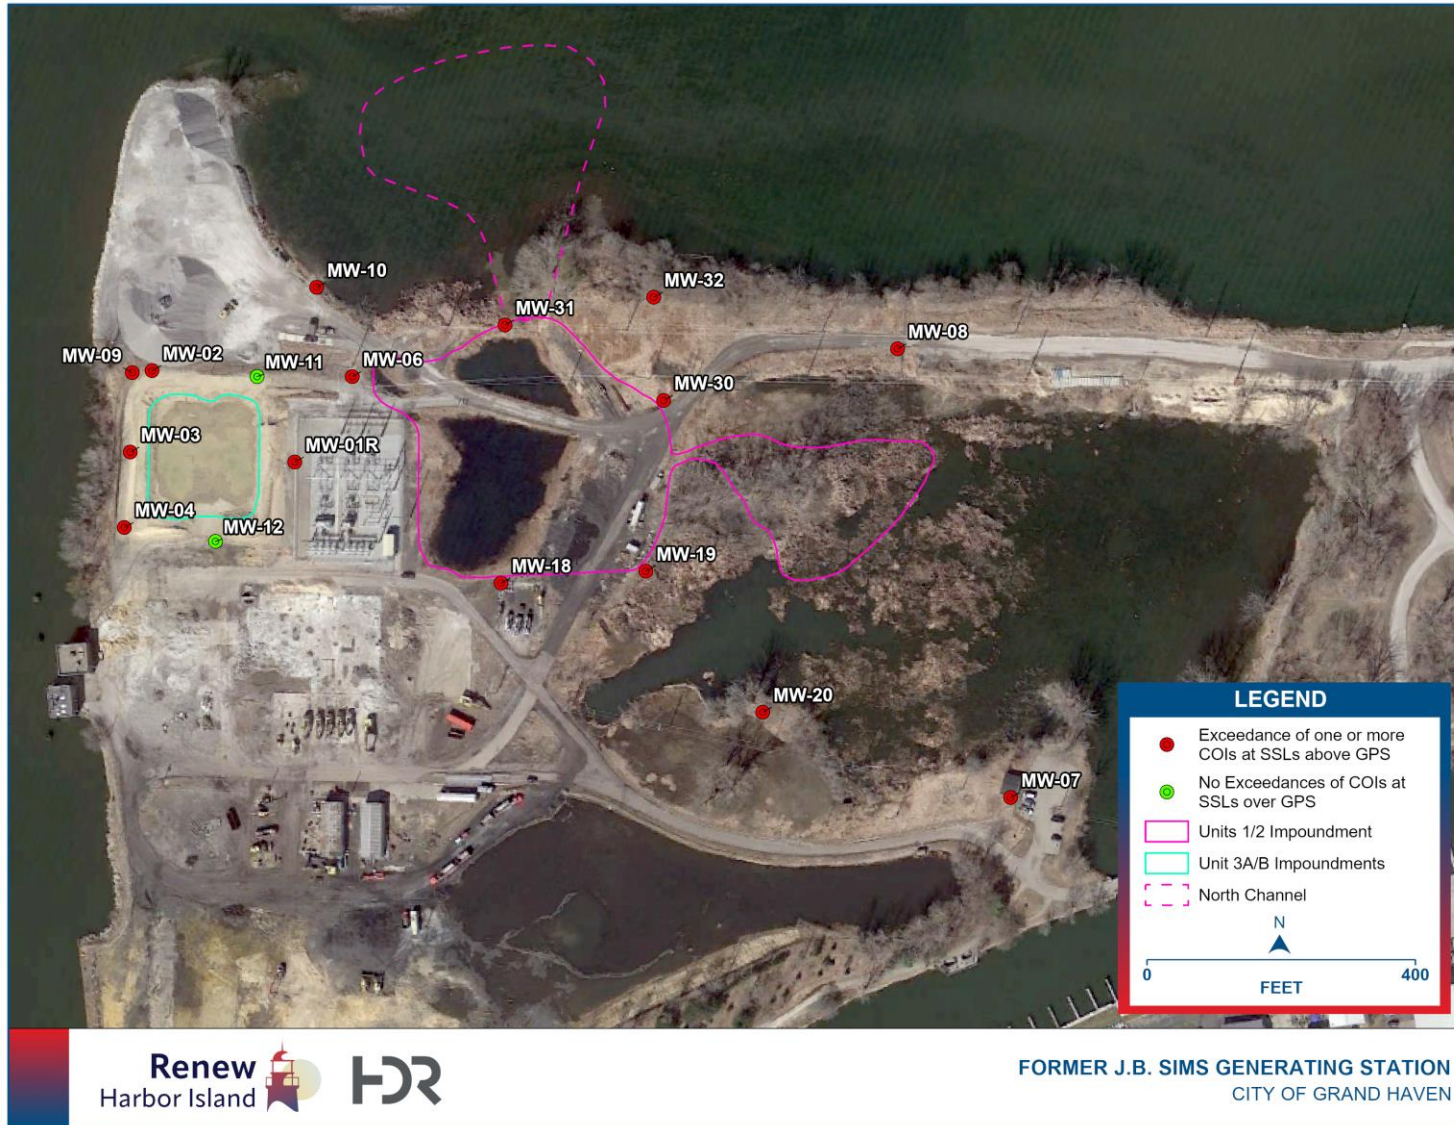 MW-10
MW-32
MW-31
MW-08
MW-09
MW-02
MW-11
MW-06
MW-30
MW-03
MW-01R
MW-04
MW-12
MW-18
MW-19
MW-20
MW-07
LEGEND
Exceedance of one or more
COIs at SSLs above GPS
No Exceedances of COIs at
SSLs over GPS
Units 1/2 Impoundment
Unit 3A/B Impoundments
North Channel
N
0 400
FEET
Renew
Harbor Island
HDR
FORMER J.B. SIMS GENERATING STATION
CITY OF GRAND HAVEN